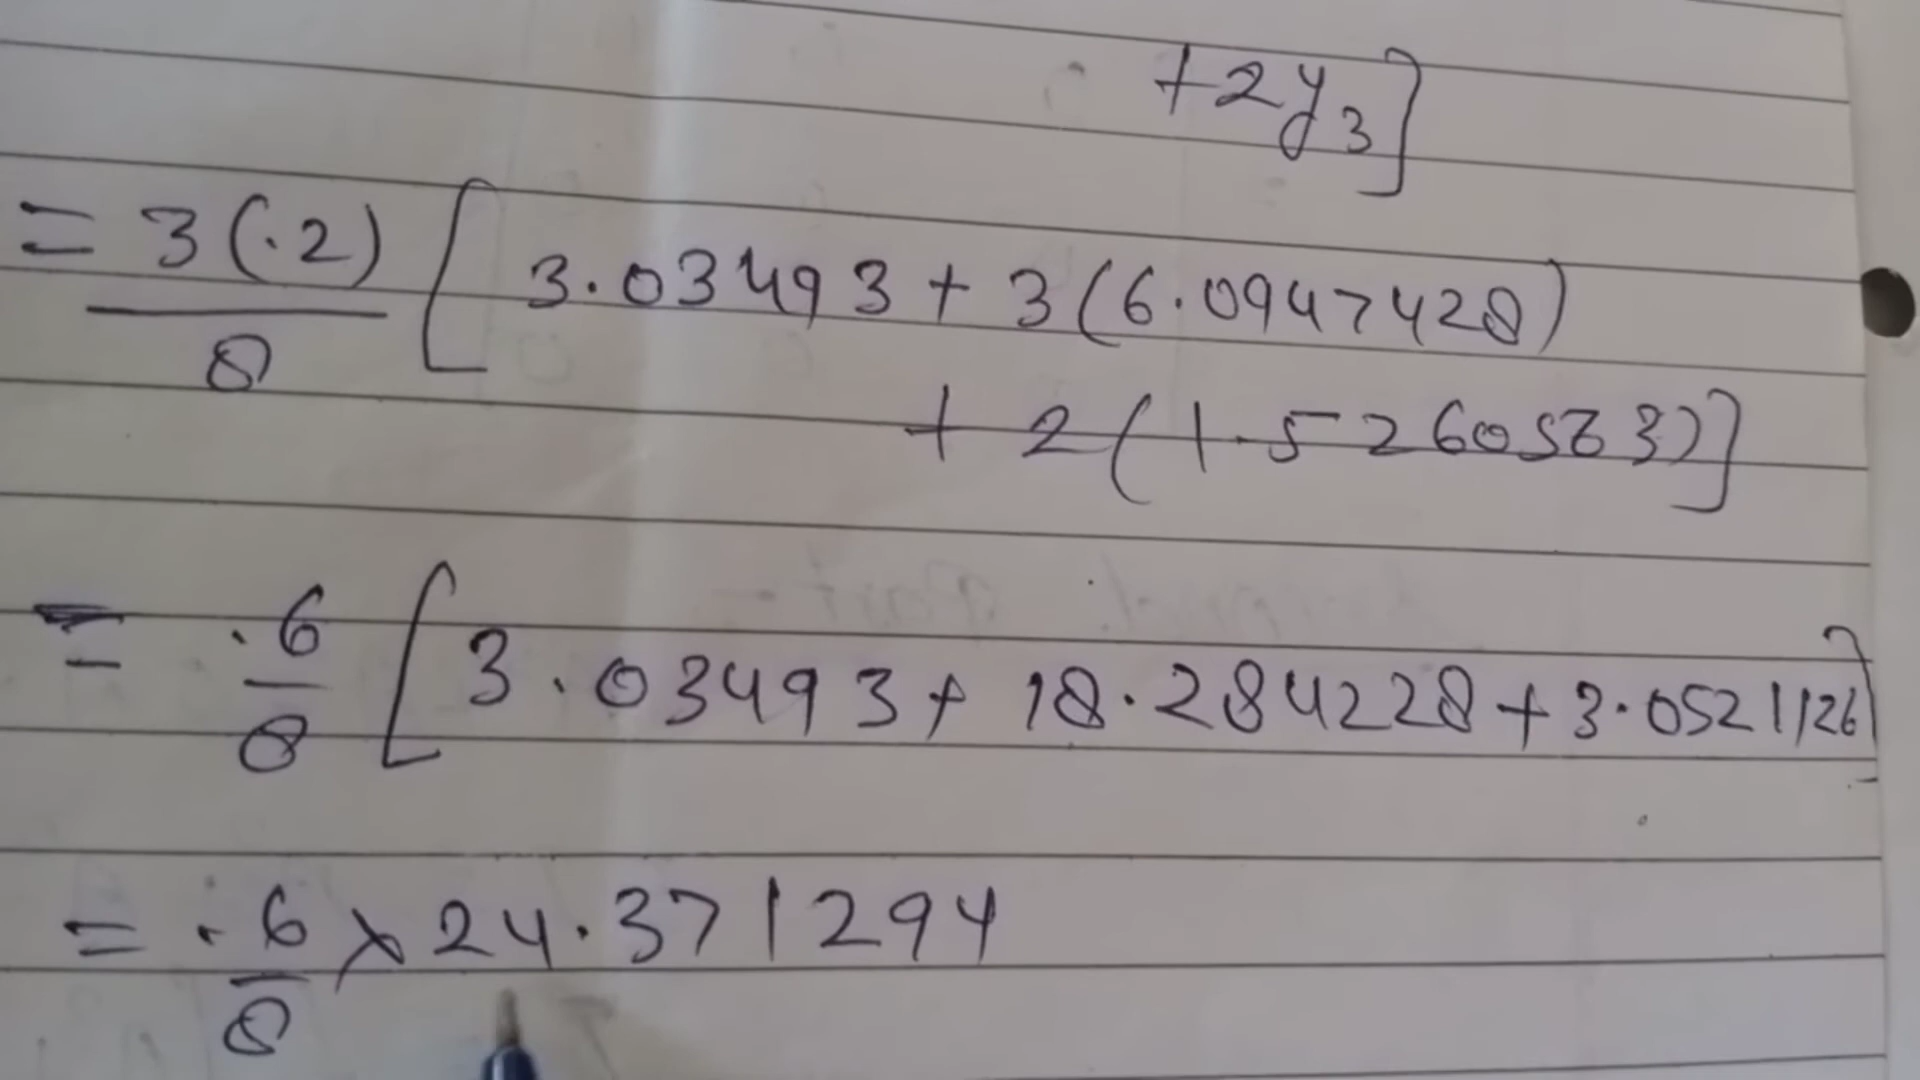 +2y₃]
= 3(.2)/8 [3.03493 + 3(6.0947428)
+ 2(1.5260563)]
= .6/8 [3.03493 + 18.284228 + 3.0521126]
= .6/8 × 24.371294